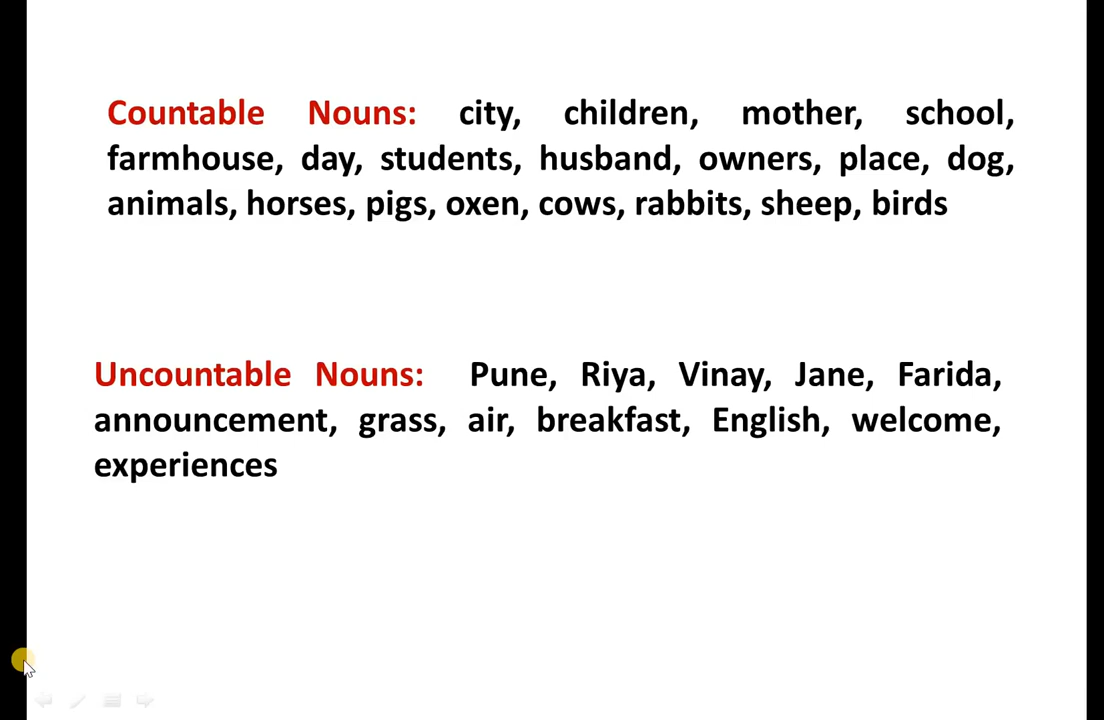 Countable Nouns: city, children, mother, school,
farmhouse, day, students, husband, owners, place, dog,
animals, horses, pigs, oxen, cows, rabbits, sheep, birds
Uncountable Nouns: Pune, Riya, Vinay, Jane, Farida,
announcement, grass, air, breakfast, English, welcome,
experiences